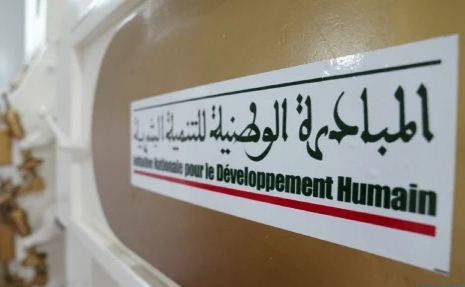 المبادرة الوطنية للتنمية البشرية
Initiative Nationale pour le Développement Humain